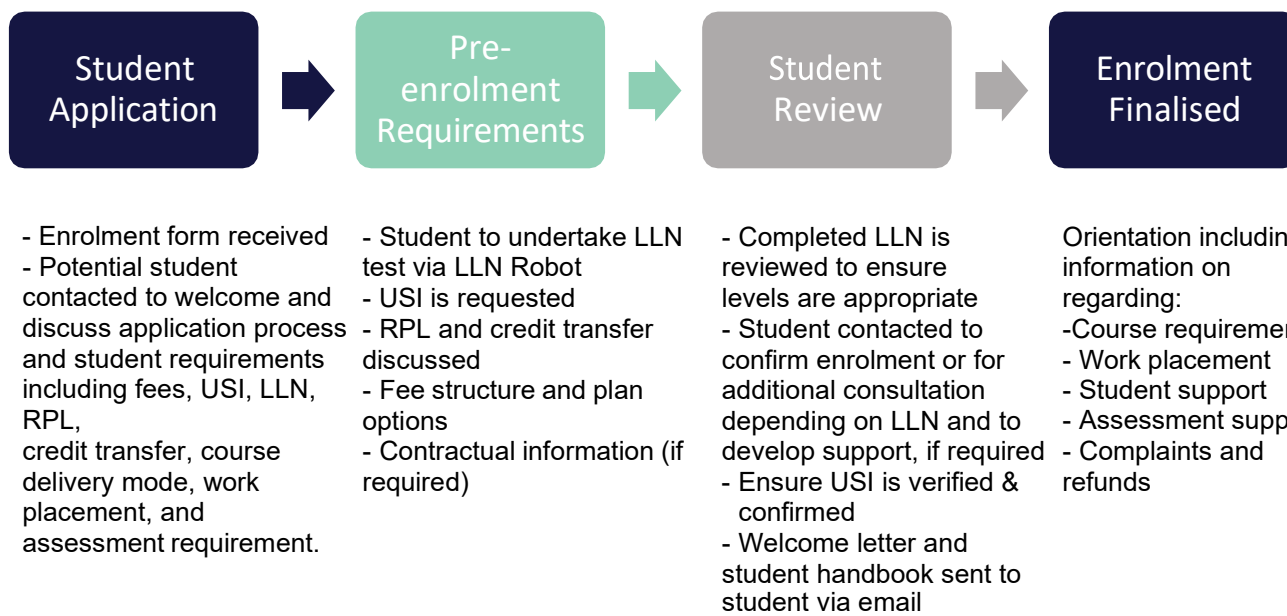 Student
Application
Pre-
enrolment
Requirements
Student
Review
Enrolment
Finalised
- Enrolment form received
- Potential student
contacted to welcome and
discuss application process
and student requirements
including fees, USI, LLN,
RPL,
credit transfer, course
delivery mode, work
placement, and
assessment requirement.
- Student to undertake LLN
test via LLN Robot
- USI is requested
- RPL and credit transfer
discussed
- Fee structure and plan
options
- Contractual information (if
required)
- Completed LLN is
reviewed to ensure
levels are appropriate
- Student contacted to
confirm enrolment or for
additional consultation
depending on LLN and to
develop support, if required
- Ensure USI is verified &
confirmed
- Welcome letter and
student handbook sent to
student via email
Orientation
information on
regarding:
-Course
- Work placement
- Student support
- Assessment
- Complaints and
refunds